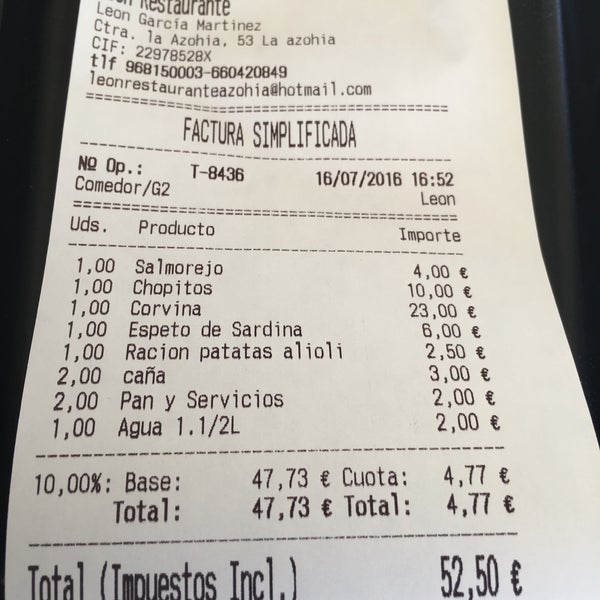 Restaurante
Leon García Martinez
Ctra. la Azohia, 53 La azohia
CIF: 22978528X
tlf 968150003-660420849
leonrestauranteazohia@hotmail.com
FACTURA SIMPLIFICADA
Nº Op.: T-8436 16/07/2016 16:52
Comedor/G2 Leon
Uds. Producto Importe
1,00 Salmorejo 4,00 €
1,00 Chopitos 10,00 €
1,00 Corvina 23,00 €
1,00 Espeto de Sardina 6,00 €
1,00 Racion patatas alioli 2,50 €
2,00 caña 3,00 €
2,00 Pan y Servicios 2,00 €
1,00 Agua 1.1/2L 2,00 €
10,00%: Base: 47,73 € Cuota: 4,77 €
Total: 47,73 € Total: 4,77 €
Total (Impuestos Incl.) 52,50 €